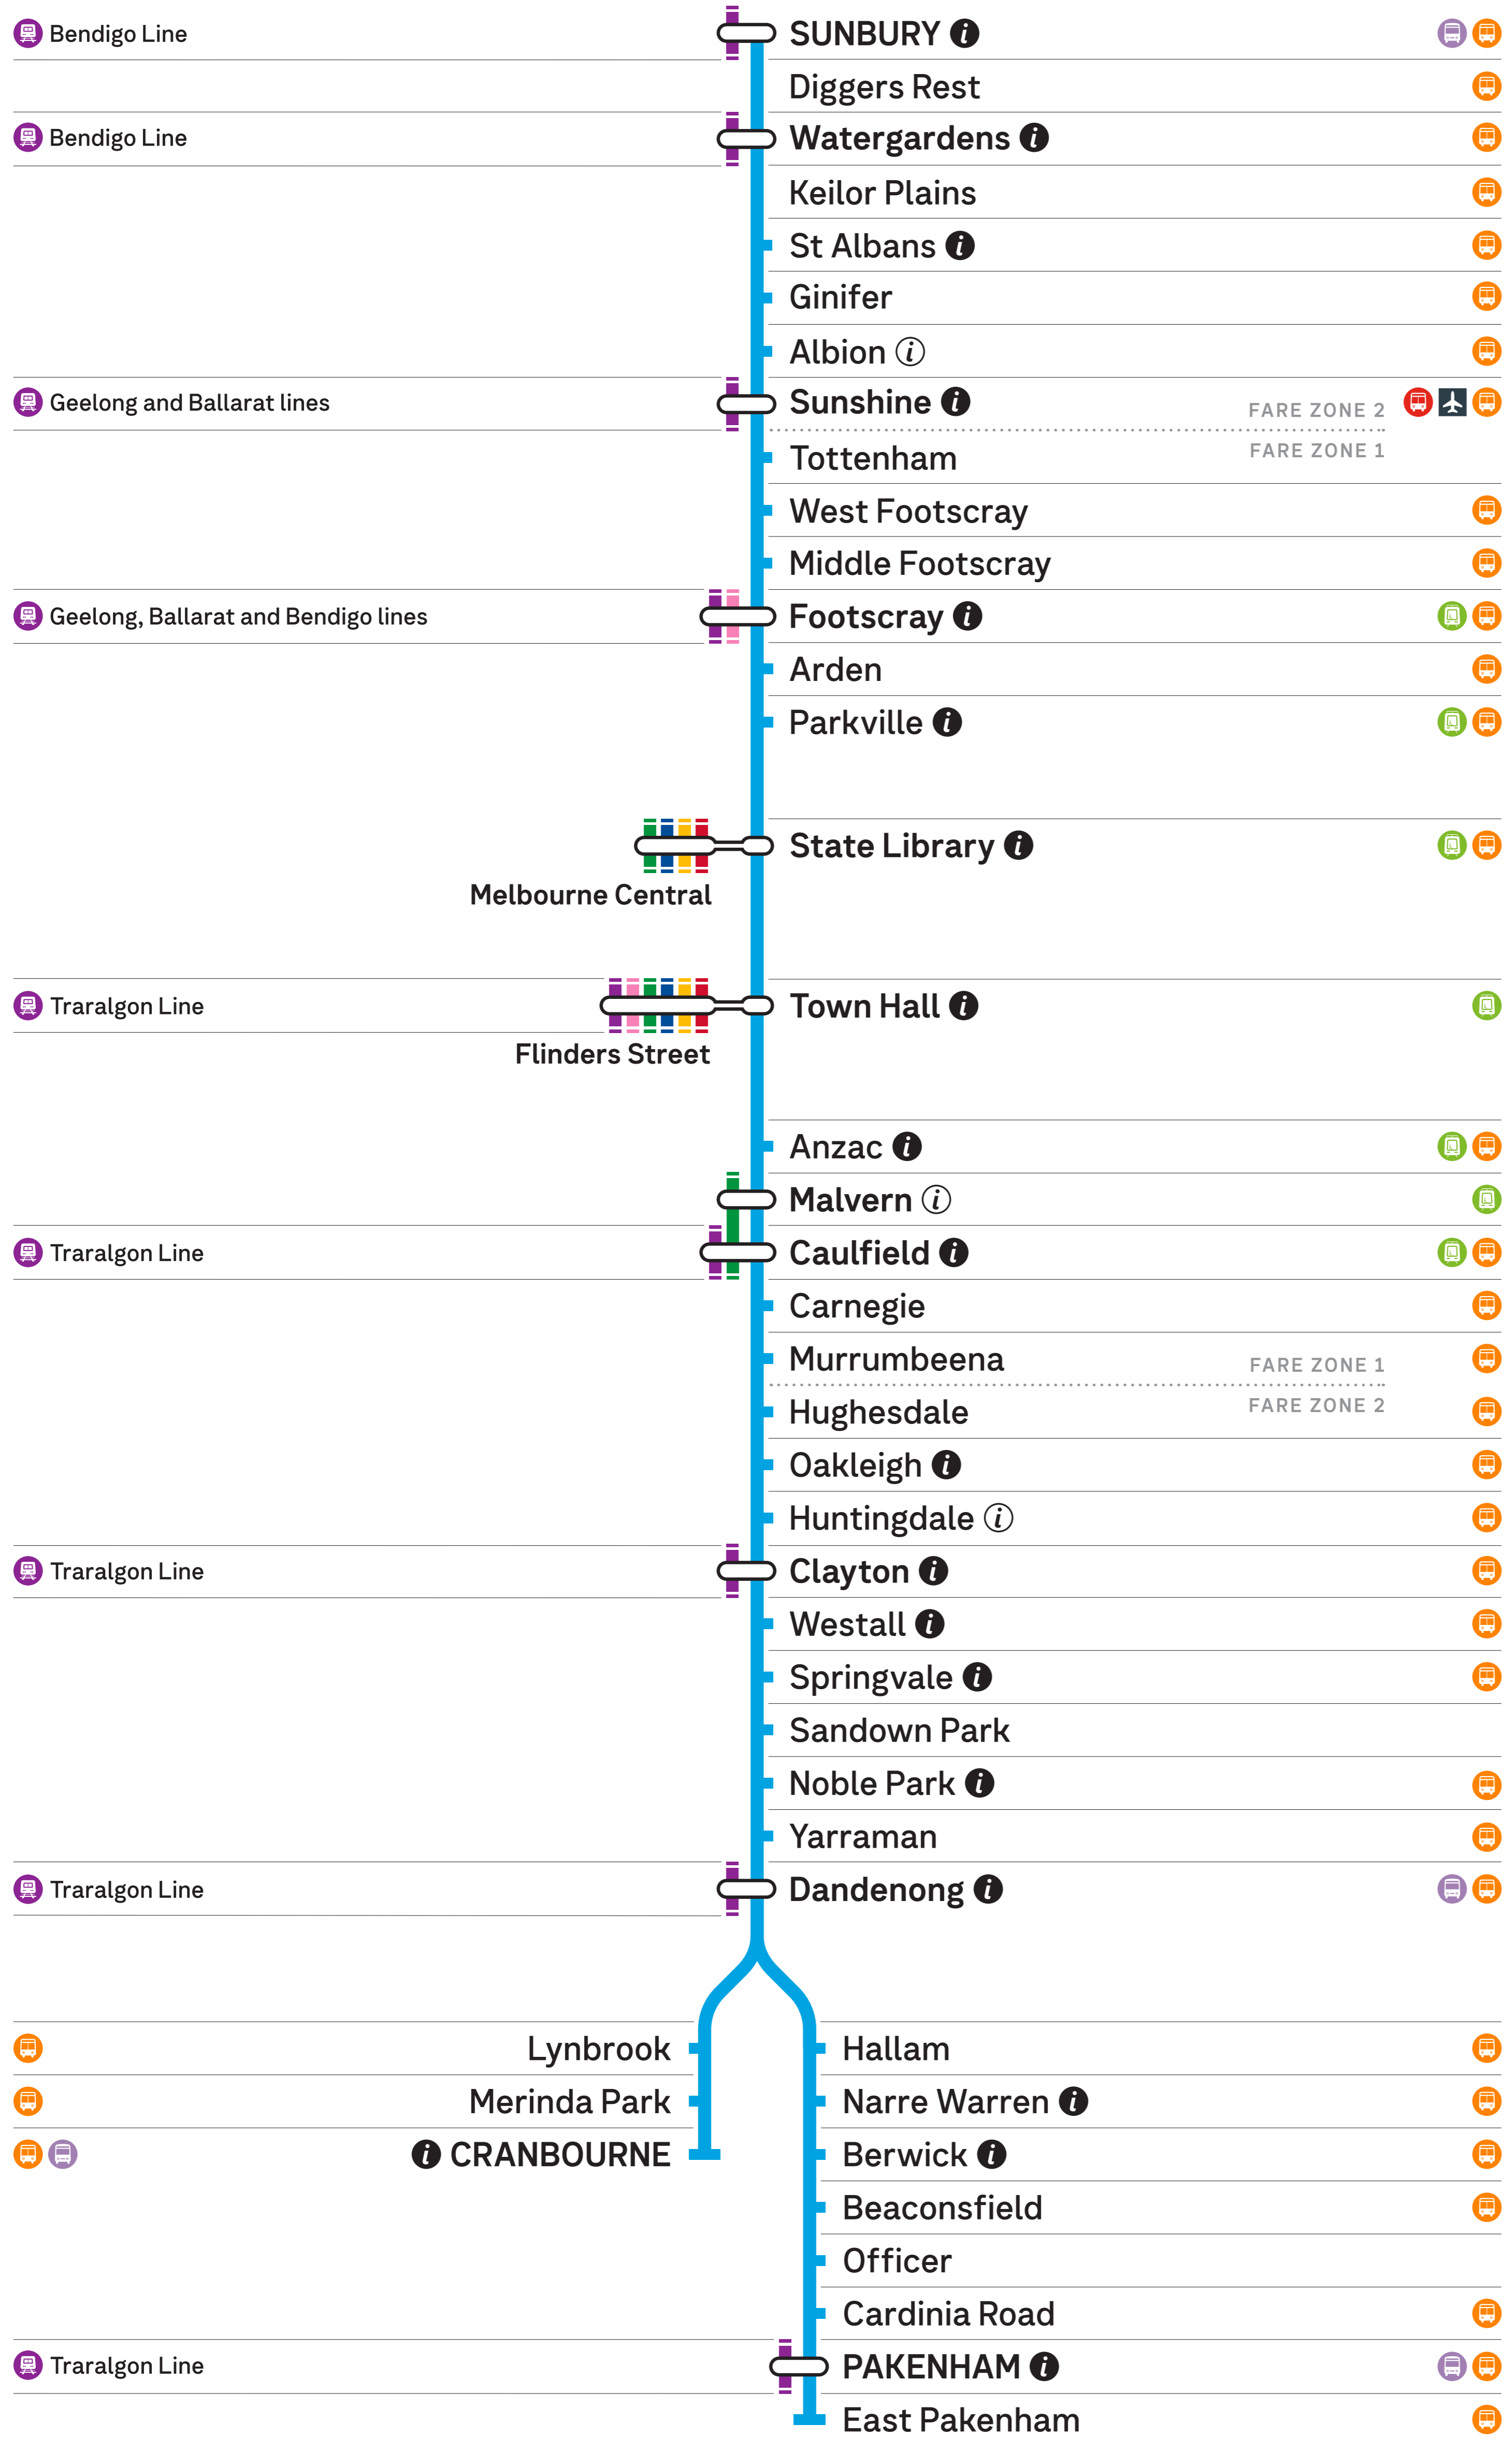 Bendigo Line
SUNBURY i
Diggers Rest
Bendigo Line
Watergardens i
Keilor Plains
St Albans i
Ginifer
Albion i
Geelong and Ballarat lines
Sunshine i
FARE ZONE 2
FARE ZONE 1
Tottenham
West Footscray
Middle Footscray
Geelong, Ballarat and Bendigo lines
Footscray i
Arden
Parkville i
State Library i
Melbourne Central
Traralgon Line
Town Hall i
Flinders Street
Anzac i
Malvern i
Traralgon Line
Caulfield i
Carnegie
Murrumbeena
FARE ZONE 1
FARE ZONE 2
Hughesdale
Oakleigh i
Huntingdale i
Traralgon Line
Clayton i
Westall i
Springvale i
Sandown Park
Noble Park i
Yarraman
Traralgon Line
Dandenong i
Lynbrook
Hallam
Merinda Park
Narre Warren i
i CRANBOURNE
Berwick i
Beaconsfield
Officer
Cardinia Road
Traralgon Line
PAKENHAM i
East Pakenham